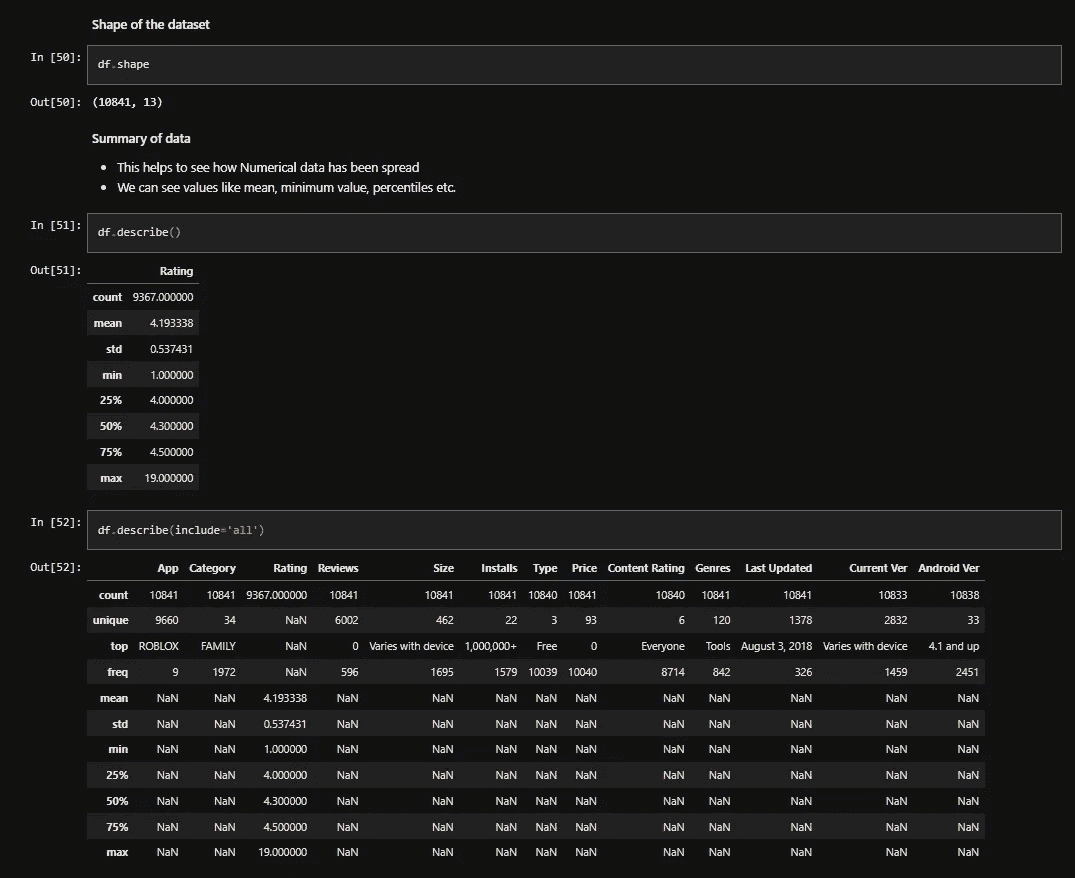 Shape of the dataset
In [50]: df.shape
Out[50]: (10841, 13)
Summary of data
• This helps to see how Numerical data has been spread
• We can see values like mean, minimum value, percentiles etc.
In [51]: df.describe()
Out[51]: Rating
count 9367.000000
mean 4.193338
std 0.537431
min 1.000000
25% 4.000000
50% 4.300000
75% 4.500000
max 19.000000
In [52]: df.describe(include='all')
Out[52]: App Category Rating Reviews Size Installs Type Price Content Rating Genres Last Updated Current Ver Android Ver
count 10841 10841 9367.000000 10841 10841 10841 10840 10841 10840 10841 10841 10833 10838
unique 9660 34 NaN 6002 462 22 3 93 6 120 1378 2832 33
top ROBLOX FAMILY NaN 0 Varies with device 1,000,000+ Free 0 Everyone Tools August 3, 2018 Varies with device 4.1 and up
freq 9 1972 NaN 596 1695 1579 10039 10040 8714 842 326 1459 2451
mean NaN NaN 4.193338 NaN NaN NaN NaN NaN NaN NaN NaN NaN NaN
std NaN NaN 0.537431 NaN NaN NaN NaN NaN NaN NaN NaN NaN NaN
min NaN NaN 1.000000 NaN NaN NaN NaN NaN NaN NaN NaN NaN NaN
25% NaN NaN 4.000000 NaN NaN NaN NaN NaN NaN NaN NaN NaN NaN
50% NaN NaN 4.300000 NaN NaN NaN NaN NaN NaN NaN NaN NaN NaN
75% NaN NaN 4.500000 NaN NaN NaN NaN NaN NaN NaN NaN NaN NaN
max NaN NaN 19.000000 NaN NaN NaN NaN NaN NaN NaN NaN NaN NaN